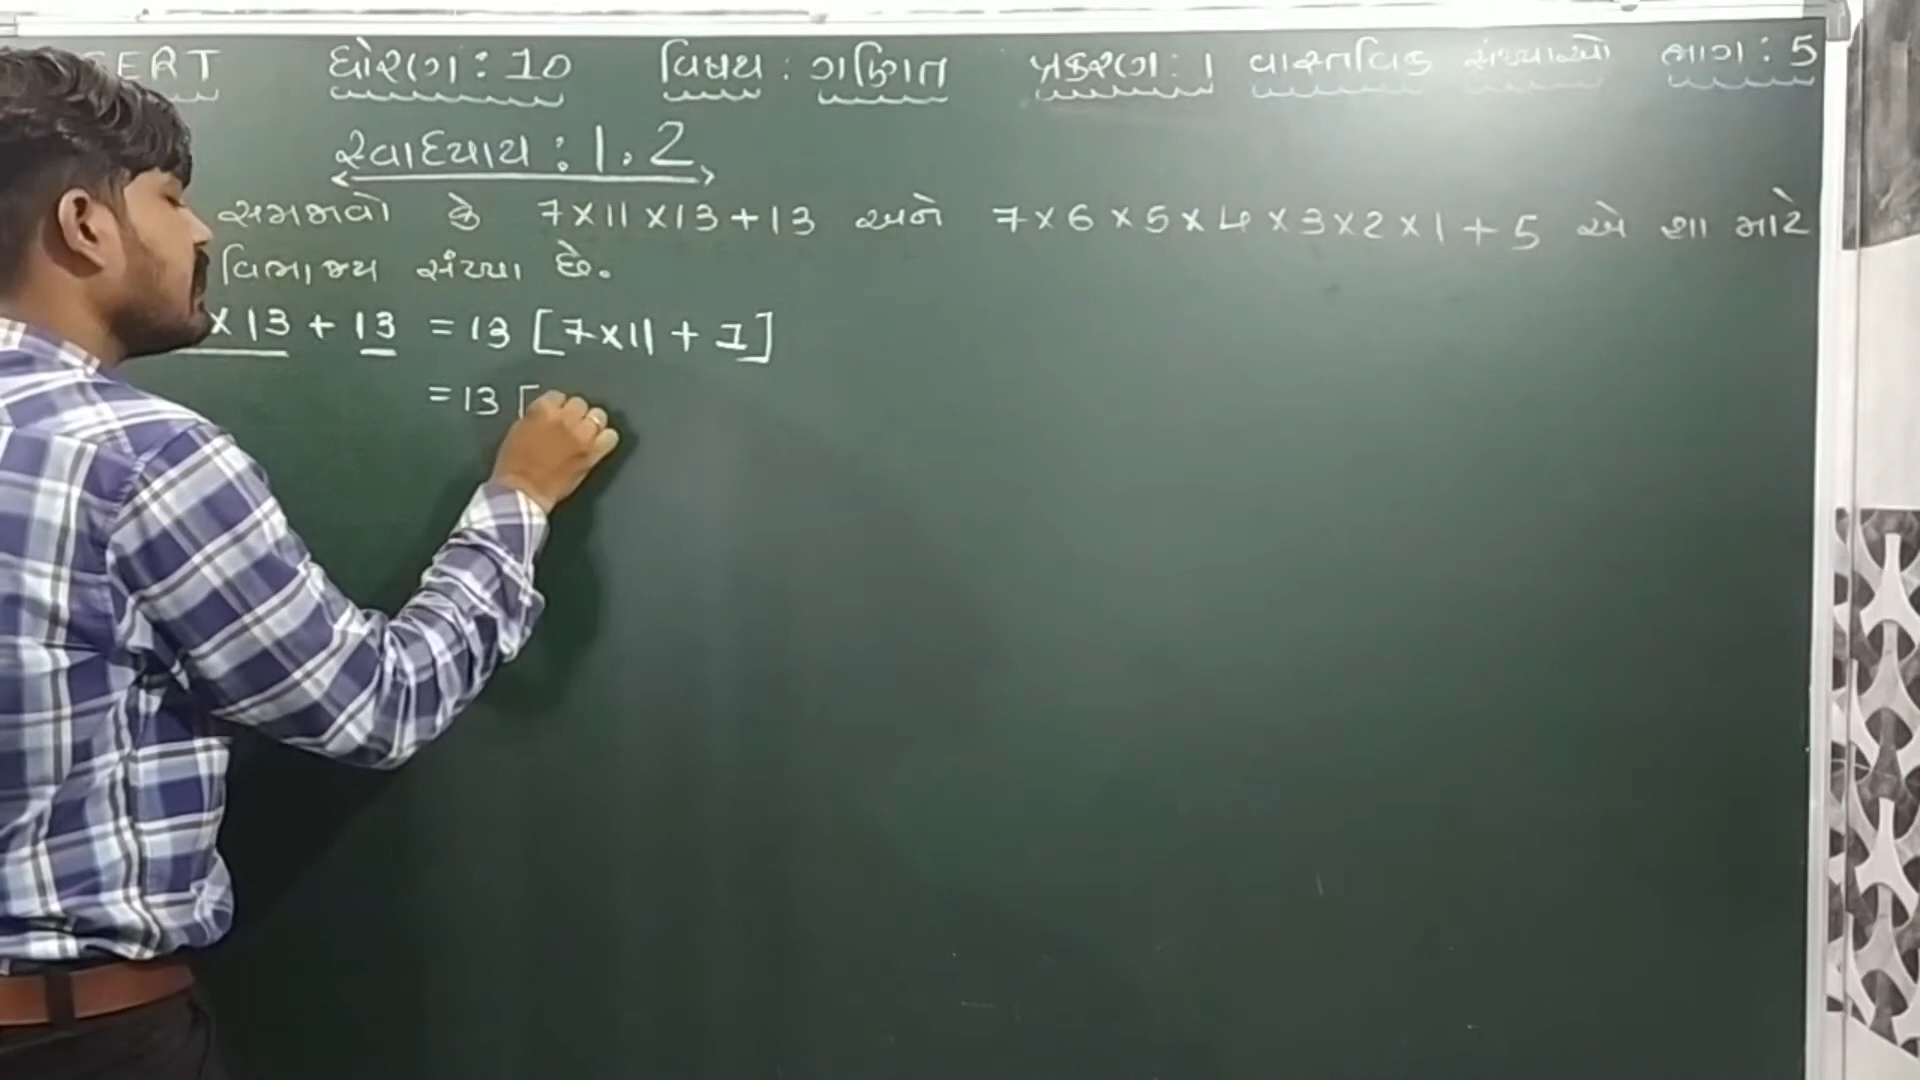 ERT ધોરણ : 10 વિષય : ગણિત પ્રકરણ : 1 વાસ્તવિક સંખ્યાઓ ભાગ : 5
સ્વાધ્યાય : 1.2
સમજાવો કે 7 × 11 × 13 + 13 અને 7 × 6 × 5 × 4 × 3 × 2 × 1 + 5 એ શા માટે
વિભાજ્ય સંખ્યા છે.
× 13 + 13 = 13 [ 7 × 11 + 1 ]
= 13 [